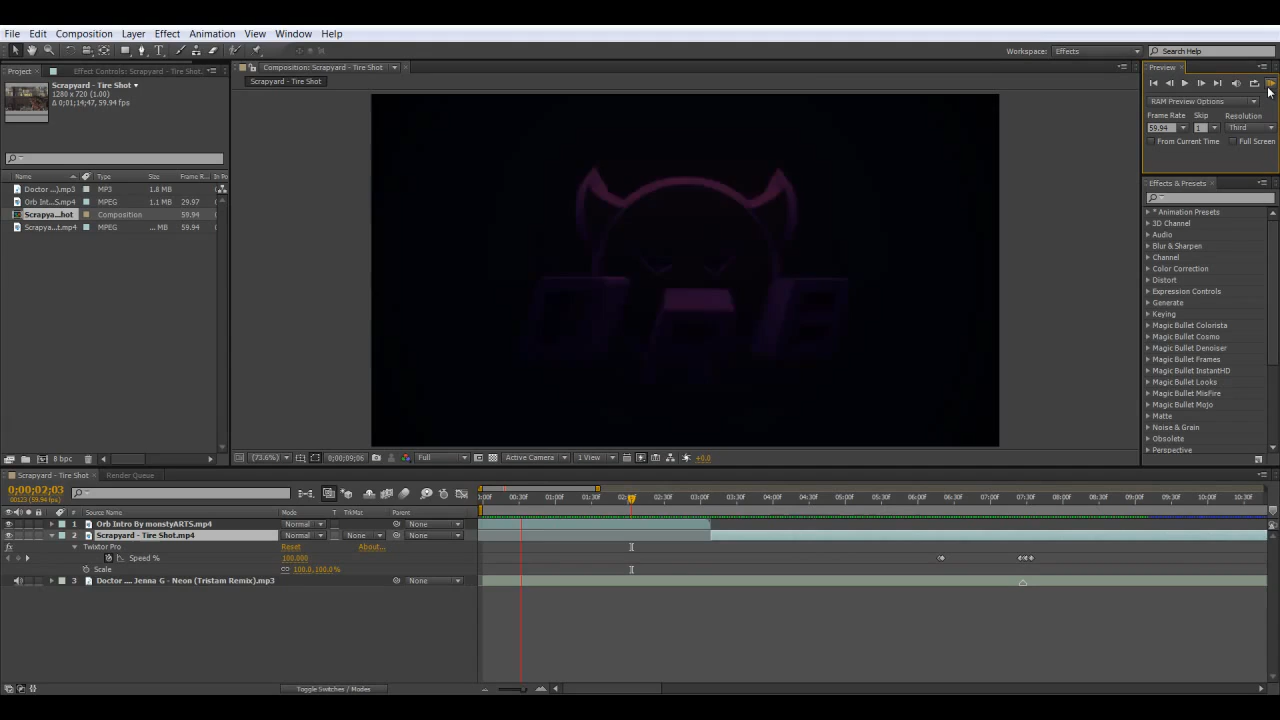 File Edit Composition Layer Effect Animation View Window Help
Workspace: Effects Search Help
Project × Effect Controls: Scrapyard - Tire Shot
Composition: Scrapyard - Tire Shot
Preview
Scrapyard - Tire Shot
Scrapyard - Tire Shot
1280 x 720 (1.00)
Δ 0;01;14;47, 59.94 fps
RAM Preview Options
Frame Rate Skip Resolution
59.94 1 Third
From Current Time Full Screen
Effects & Presets
Name Type Size Frame R... In Po
Doctor ...).mp3 MP3 1.8 MB
Orb Int...S.mp4 MPEG 1.1 MB 29.97
Scrapya...hot Composition 59.94
Scrapya...t.mp4 MPEG ... MB 59.94
* Animation Presets
3D Channel
Audio
Blur & Sharpen
Channel
Color Correction
Distort
Expression Controls
Generate
Keying
Magic Bullet Colorista
Magic Bullet Cosmo
Magic Bullet Denoiser
Magic Bullet Frames
Magic Bullet InstantHD
Magic Bullet Looks
Magic Bullet MisFire
Magic Bullet Mojo
Matte
Noise & Grain
Obsolete
Perspective
ORB
8 bpc
(73.6%) 0;00;09;06 Full Active Camera 1 View +0.0
Scrapyard - Tire Shot × Render Queue
0;00;02;03
00123 (59.94 fps)
:00f 00:30f 01:00f 01:30f 02:00f 02:30f 03:00f 03:30f 04:00f 04:30f 05:00f 05:30f 06:00f 06:30f 07:00f 07:30f 08:00f 08:30f 09:00f 09:30f 10:00f 10:30f
# Source Name Mode T TrkMat Parent
1 Orb Intro By monstyARTS.mp4 Normal None
2 Scrapyard - Tire Shot.mp4 Normal None None
Twixtor Pro Reset About...
Speed % 100.000
Scale 100.0, 100.0%
3 Doctor .... Jenna G - Neon (Tristam Remix).mp3 None
Toggle Switches / Modes